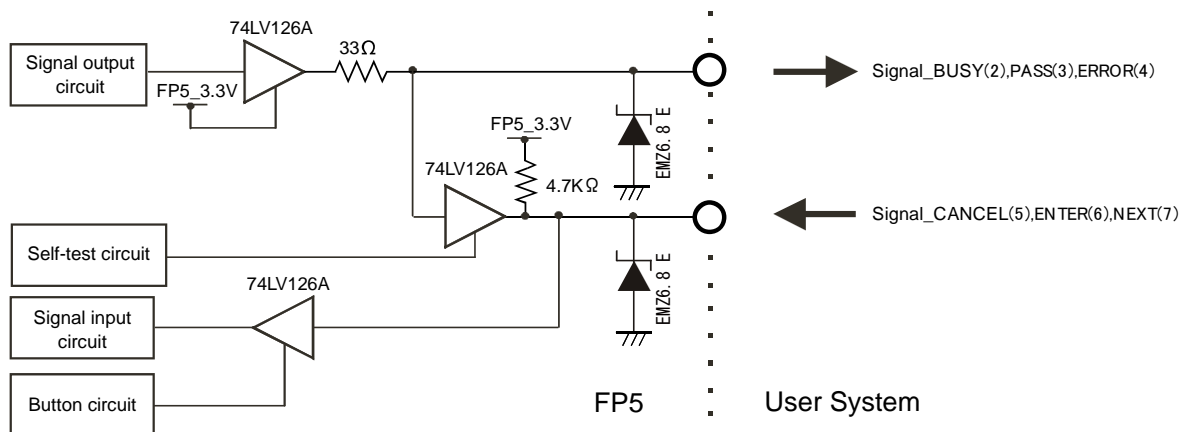 74LV126A
Signal output
circuit
33Ω
FP5_3.3V
Signal_BUSY(2),PASS(3),ERROR(4)
EMZ6. 8 E
FP5_3.3V
74LV126A
4.7KΩ
Signal_CANCEL(5),ENTER(6),NEXT(7)
Self-test circuit
EMZ6. 8 E
74LV126A
Signal input
circuit
Button circuit
FP5
User System